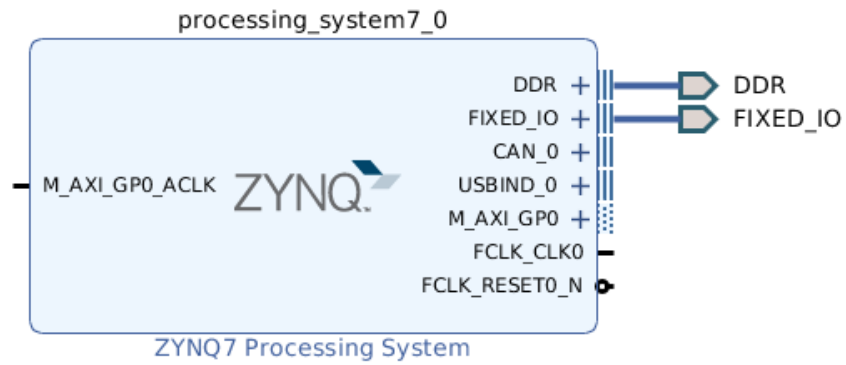 processing_system7_0
DDR
DDR
FIXED_IO
FIXED_IO
CAN_0
M_AXI_GP0_ACLK
ZYNQ
USBIND_0
M_AXI_GP0
FCLK_CLK0
FCLK_RESET0_N
ZYNQ7 Processing System